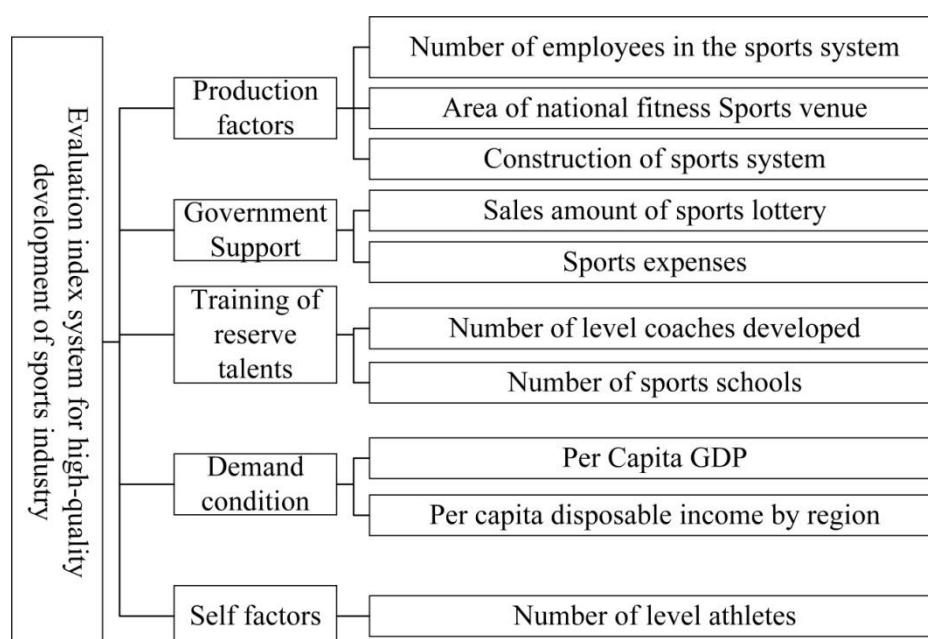 Evaluation index system for high-quality
development of sports industry
Production
factors
Number of employees in the sports system
Area of national fitness Sports venue
Construction of sports system
Government
Support
Sales amount of sports lottery
Sports expenses
Training of
reserve
talents
Number of level coaches developed
Number of sports schools
Demand
condition
Per Capita GDP
Per capita disposable income by region
Self factors
Number of level athletes